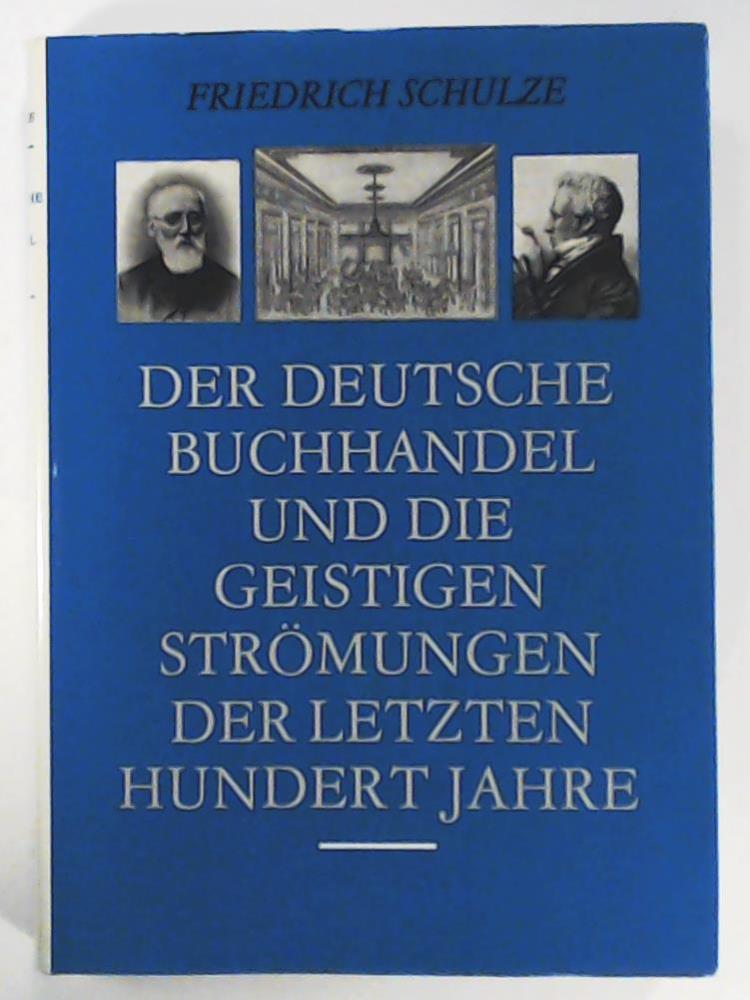 FRIEDRICH SCHULZE
DER DEUTSCHE
BUCHHANDEL
UND DIE
GEISTIGEN
STRÖMUNGEN
DER LETZTEN
HUNDERT JAHRE